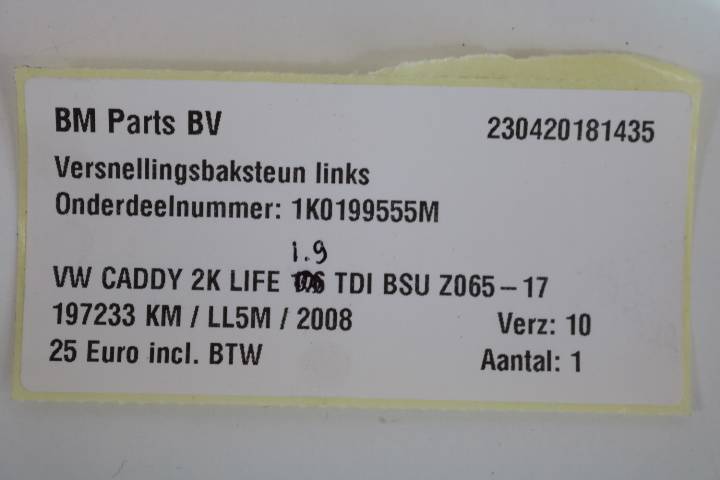 BM Parts BV 230420181435
Versnellingsbaksteun links
Onderdeelnummer: 1K0199555M
1.9
VW CADDY 2K LIFE TDI BSU Z065-17
197233 KM / LL5M / 2008 Verz: 10
25 Euro incl. BTW Aantal: 1